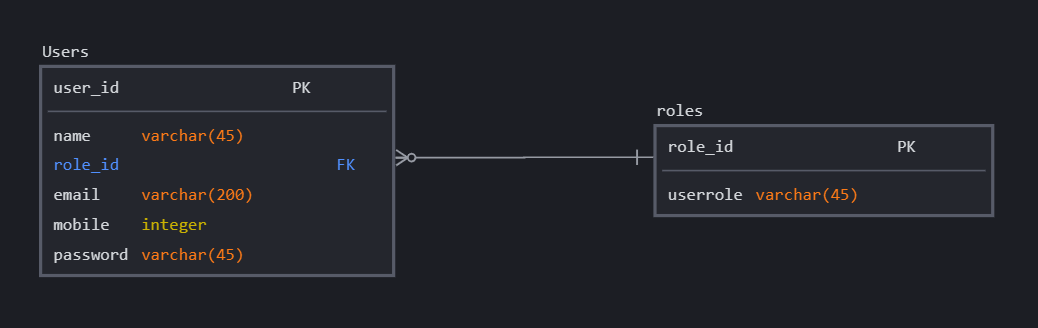 Users
user_id PK
name varchar(45)
role_id FK
email varchar(200)
mobile integer
password varchar(45)
roles
role_id PK
userrole varchar(45)